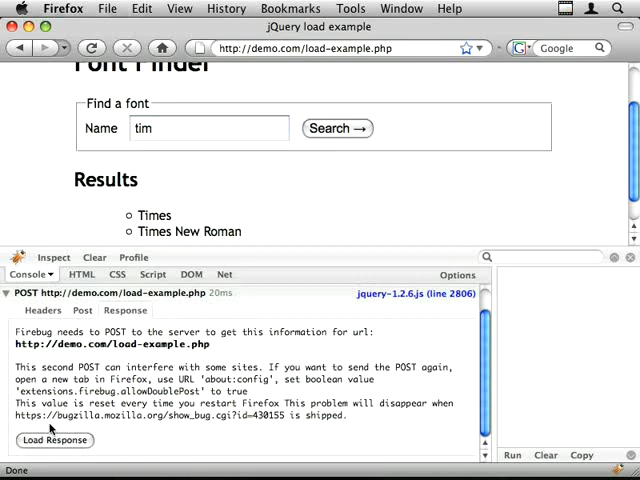 Firefox File Edit View History Bookmarks Tools Window Help
jQuery load example
http://demo.com/load-example.php
Google
Font Finder
Find a font
Name tim Search →
Results
Times
Times New Roman
Inspect Clear Profile
Console HTML CSS Script DOM Net Options
POST http://demo.com/load-example.php 20ms jquery-1.2.6.js (line 2806)
Headers Post Response
Firebug needs to POST to the server to get this information for url:
http://demo.com/load-example.php
This second POST can interfere with some sites. If you want to send the POST again,
open a new tab in Firefox, use URL 'about:config', set boolean value
'extensions.firebug.allowDoublePost' to true
This value is reset every time you restart Firefox This problem will disappear when
https://bugzilla.mozilla.org/show_bug.cgi?id=430155 is shipped.
Load Response
Run Clear Copy
Done